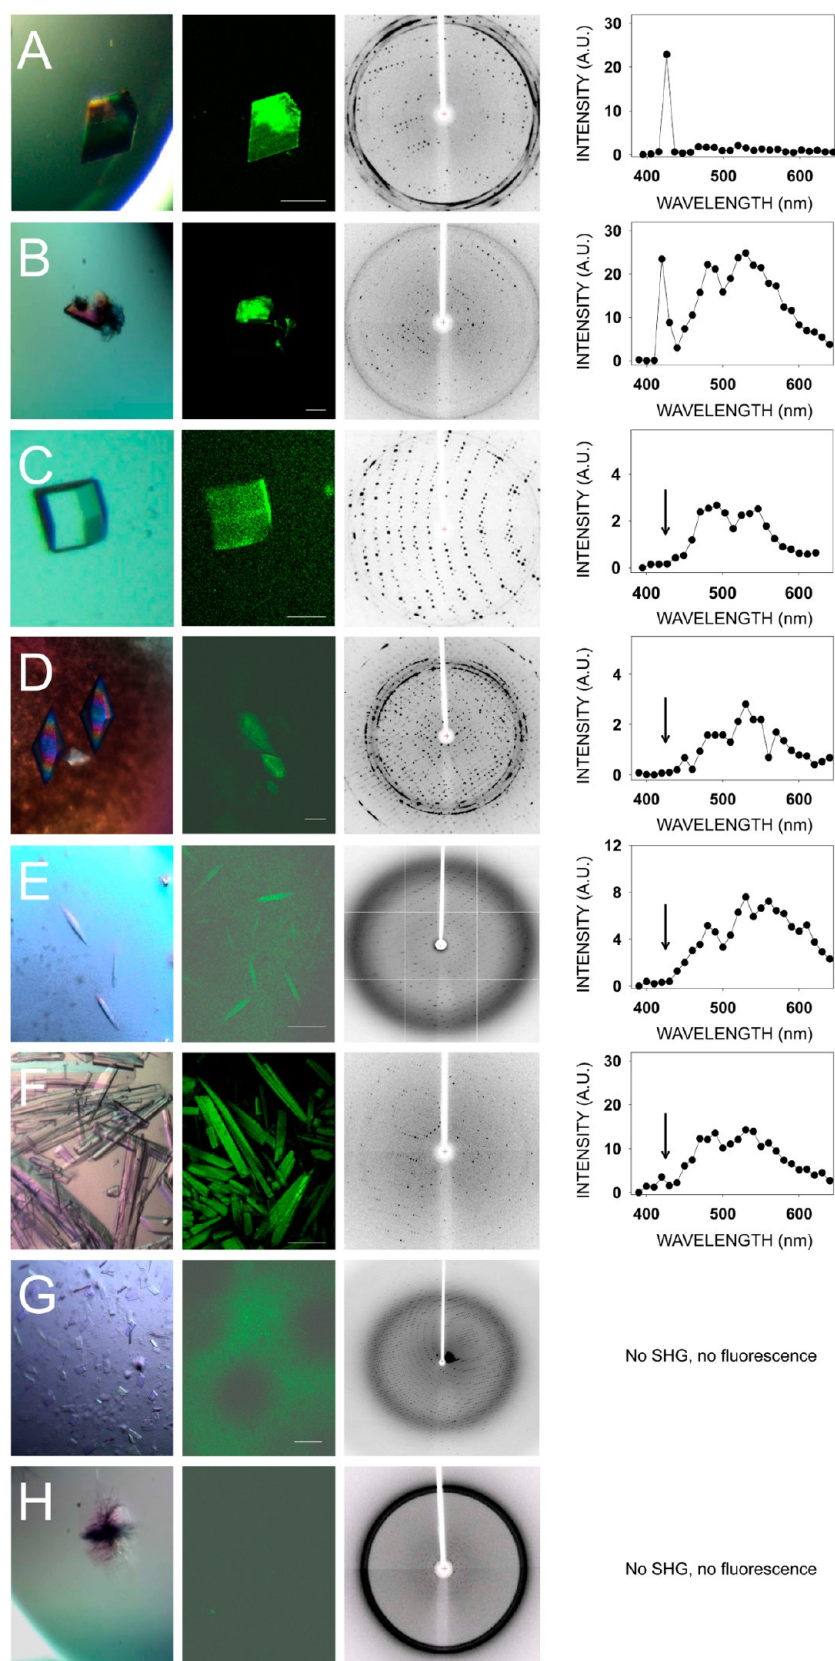 A
INTENSITY (A.U.)
30
20
10
0
400 500 600
WAVELENGTH (nm)
B
INTENSITY (A.U.)
30
20
10
0
400 500 600
WAVELENGTH (nm)
C
INTENSITY (A.U.)
4
2
0
400 500 600
WAVELENGTH (nm)
D
INTENSITY (A.U.)
4
2
0
400 500 600
WAVELENGTH (nm)
E
INTENSITY (A.U.)
12
8
4
0
400 500 600
WAVELENGTH (nm)
F
INTENSITY (A.U.)
30
20
10
0
400 500 600
WAVELENGTH (nm)
G
No SHG, no fluorescence
H
No SHG, no fluorescence